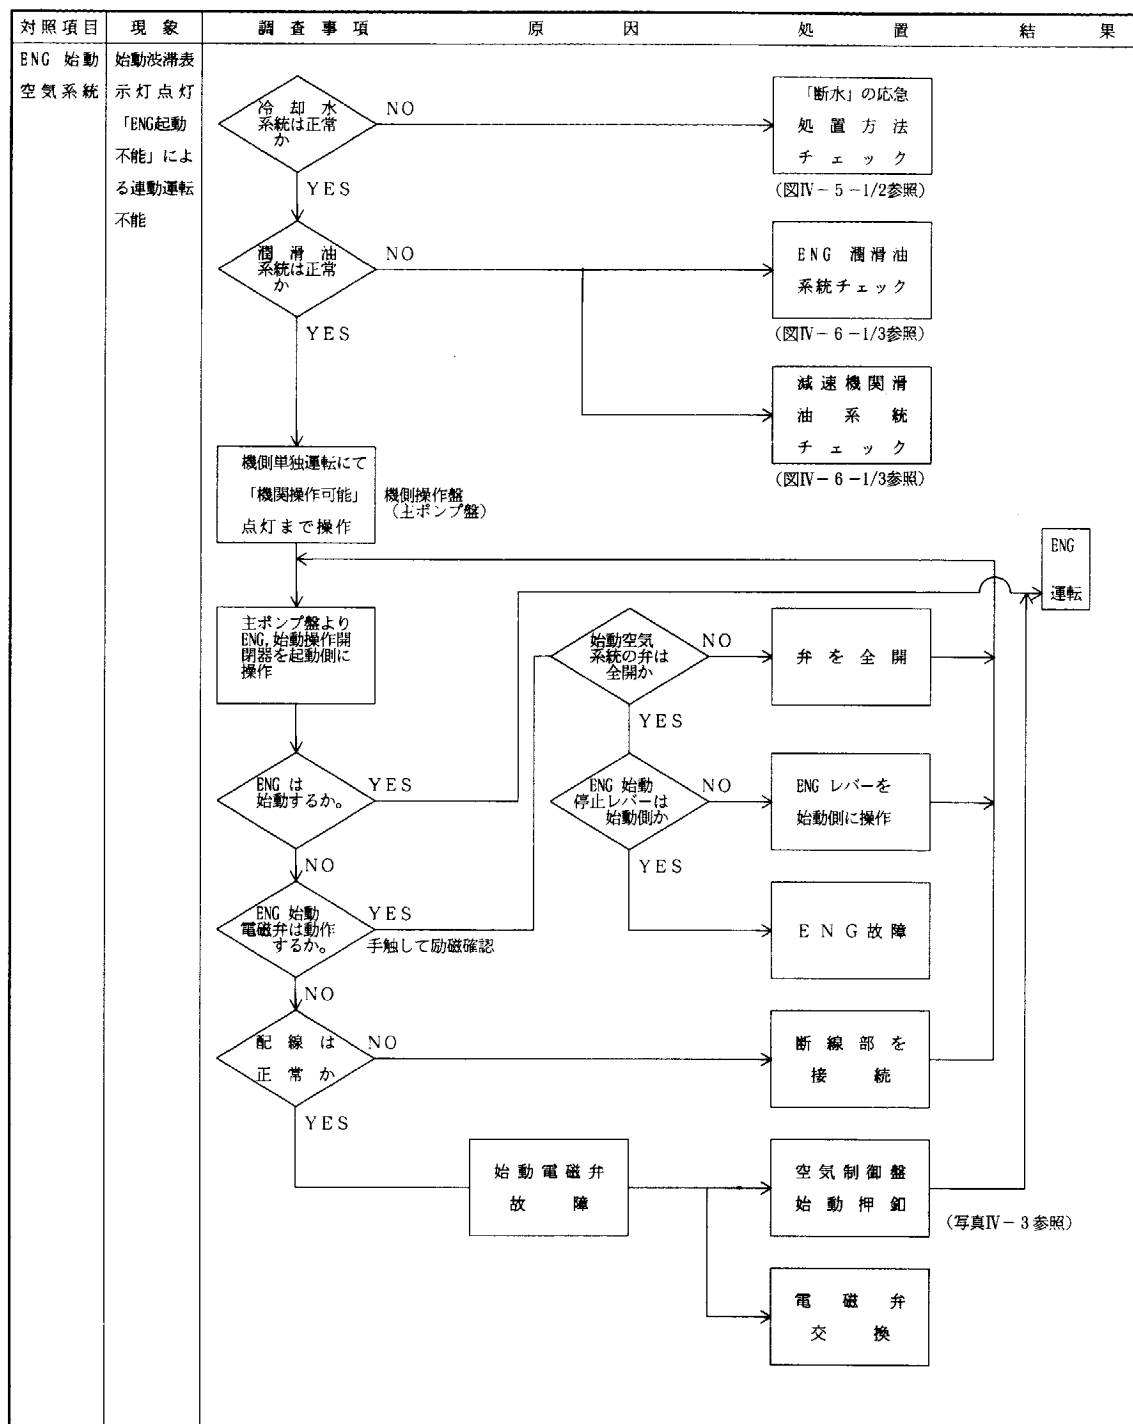 対照項目
現象
調査事項
原因
処置
結果
ENG 始動
空気系統
始動渋滞表
示灯点灯
「ENG起動
不能」によ
る連動運転
不能
冷却水
系統は正常
か
NO
YES
「断水」の応急
処置方法
チェック
(図Ⅳ-5-1/2参照)
潤滑油
系統は正常
か
NO
YES
ENG 潤滑油
系統チェック
(図Ⅳ-6-1/3参照)
減速機関滑
油系統
チェック
(図Ⅳ-6-1/3参照)
機側単独運転にて
「機関操作可能」
点灯まで操作
機側操作盤
(主ポンプ盤)
ENG
運転
主ポンプ盤より
ENG,始動操作開
閉器を起動側に
操作
始動空気
系統の弁は
全開か
NO
YES
弁を全開
ENG は
始動するか。
YES
NO
ENG 始動
停止レバーは
始動側か
NO
YES
ENG レバーを
始動側に操作
ENG 始動
電磁弁は動作
するか。
YES
手触して励磁確認
NO
ENG故障
配線は
正常か
NO
YES
断線部を
接続
始動電磁弁
故障
空気制御盤
始動押釦
(写真Ⅳ-3参照)
電磁弁
交換